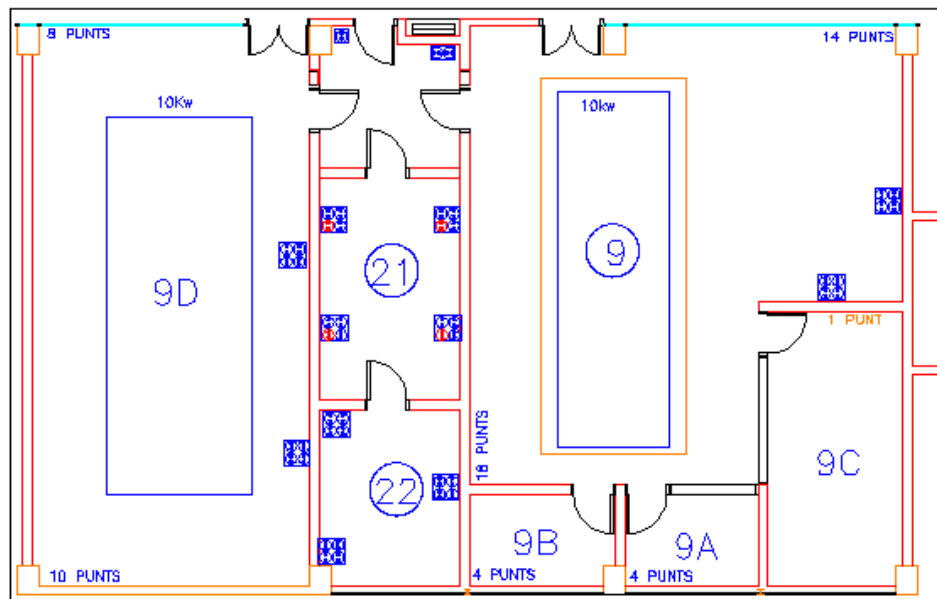 8 PUNTS
14 PUNTS
10Kw
10kw
9
21
9D
1 PUNT
18 PUNTS
9C
22
9B
9A
10 PUNTS
4 PUNTS
4 PUNTS